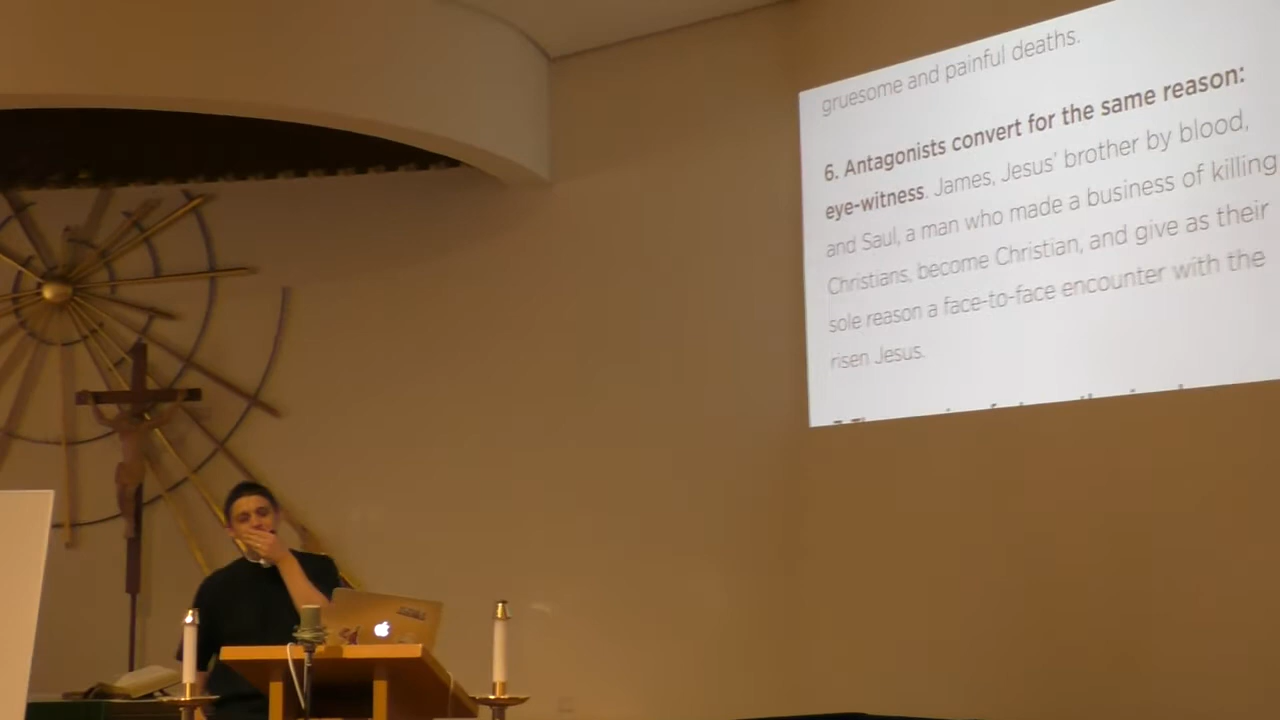 gruesome and painful deaths.
6. Antagonists convert for the same reason:
eye-witness. James, Jesus' brother by blood,
and Saul, a man who made a business of killing
Christians, become Christian, and give as their
sole reason a face-to-face encounter with the
risen Jesus.